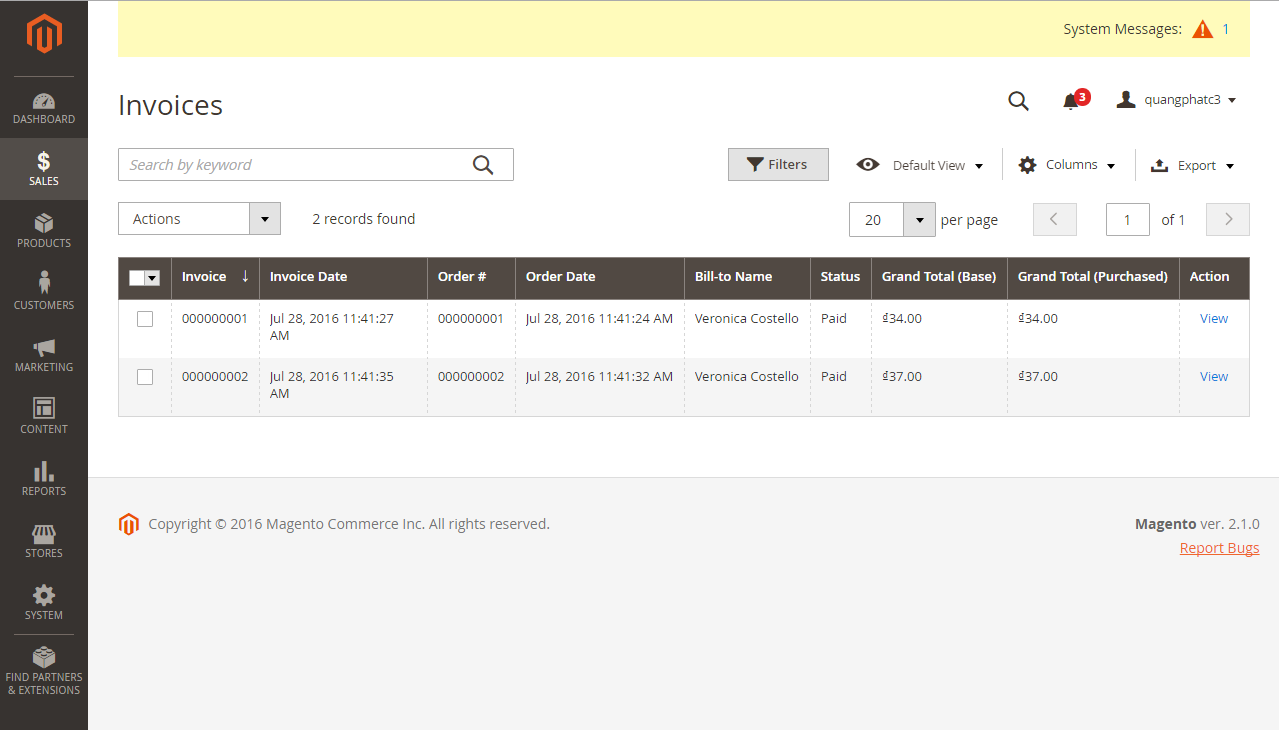 System Messages: 1
Invoices
3
quangphatc3
Search by keyword
Filters
Default View
Columns
Export
Actions
2 records found
20 per page
1 of 1
Invoice ↓ Invoice Date Order # Order Date Bill-to Name Status Grand Total (Base) Grand Total (Purchased) Action
000000001 Jul 28, 2016 11:41:27 AM 000000001 Jul 28, 2016 11:41:24 AM Veronica Costello Paid ₫34.00 ₫34.00 View
000000002 Jul 28, 2016 11:41:35 AM 000000002 Jul 28, 2016 11:41:32 AM Veronica Costello Paid ₫37.00 ₫37.00 View
Copyright © 2016 Magento Commerce Inc. All rights reserved.
Magento ver. 2.1.0
Report Bugs
DASHBOARD
$
SALES
PRODUCTS
CUSTOMERS
MARKETING
CONTENT
REPORTS
STORES
SYSTEM
FIND PARTNERS
& EXTENSIONS